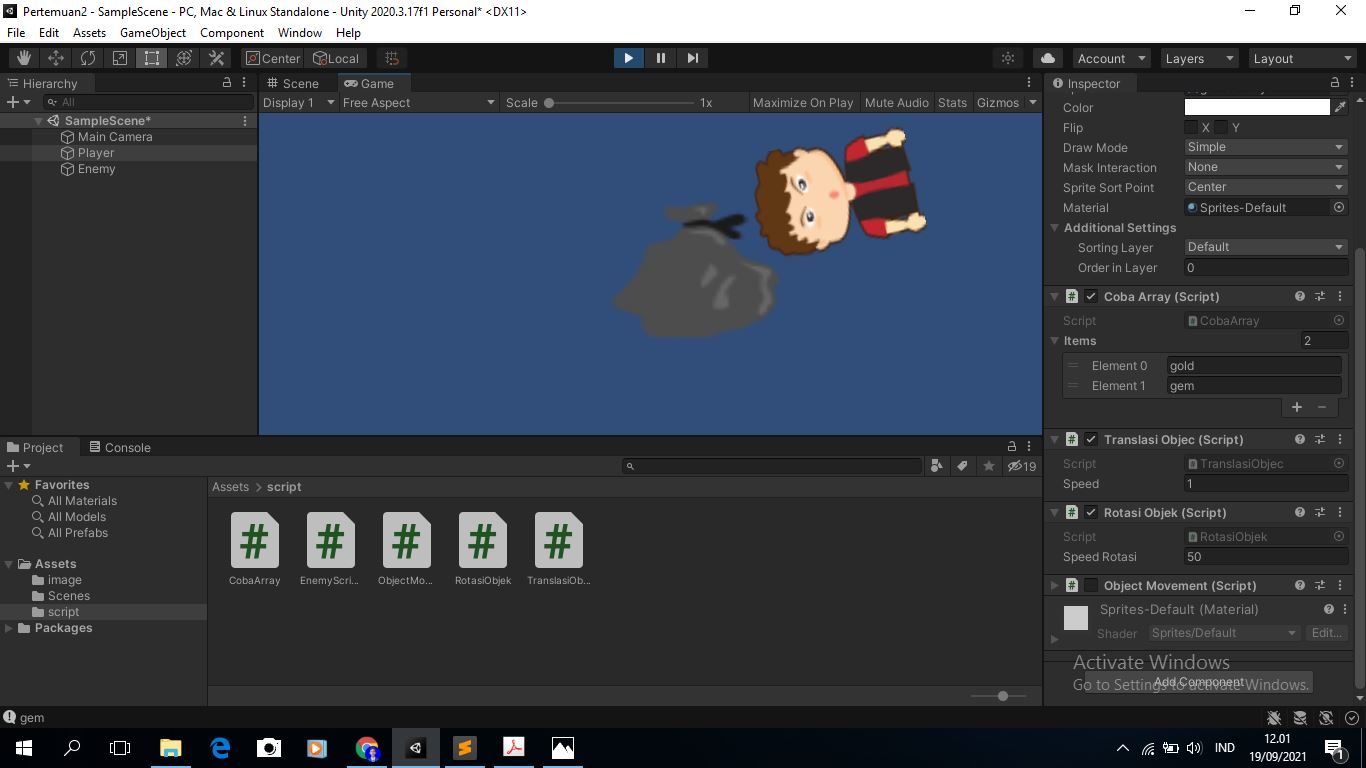 Pertemuan2 - SampleScene - PC, Mac & Linux Standalone - Unity 2020.3.17f1 Personal* <DX11>
File Edit Assets GameObject Component Window Help
Center Local Account Layers Layout
Hierarchy
All
SampleScene*
Main Camera
Player
Enemy
Scene Game
Display 1 Free Aspect Scale 1x Maximize On Play Mute Audio Stats Gizmos
Inspector
Color
Flip X Y
Draw Mode Simple
Mask Interaction None
Sprite Sort Point Center
Material Sprites-Default
Additional Settings
Sorting Layer Default
Order in Layer 0
# Coba Array (Script)
Script CobaArray
Items 2
Element 0 gold
Element 1 gem
+ −
# Translasi Objec (Script)
Script TranslasiObjec
Speed 1
# Rotasi Objek (Script)
Script RotasiObjek
Speed Rotasi 50
# Object Movement (Script)
Sprites-Default (Material)
Shader Sprites/Default Edit...
Add Component
Activate Windows
Go to Settings to activate Windows.
Project Console
19
Favorites
All Materials
All Models
All Prefabs
Assets
image
Scenes
script
Packages
Assets > script
# # # # #
CobaArray EnemyScri... ObjectMo... RotasiObjek TranslasiOb...
gem
IND
12.01
19/09/2021
1